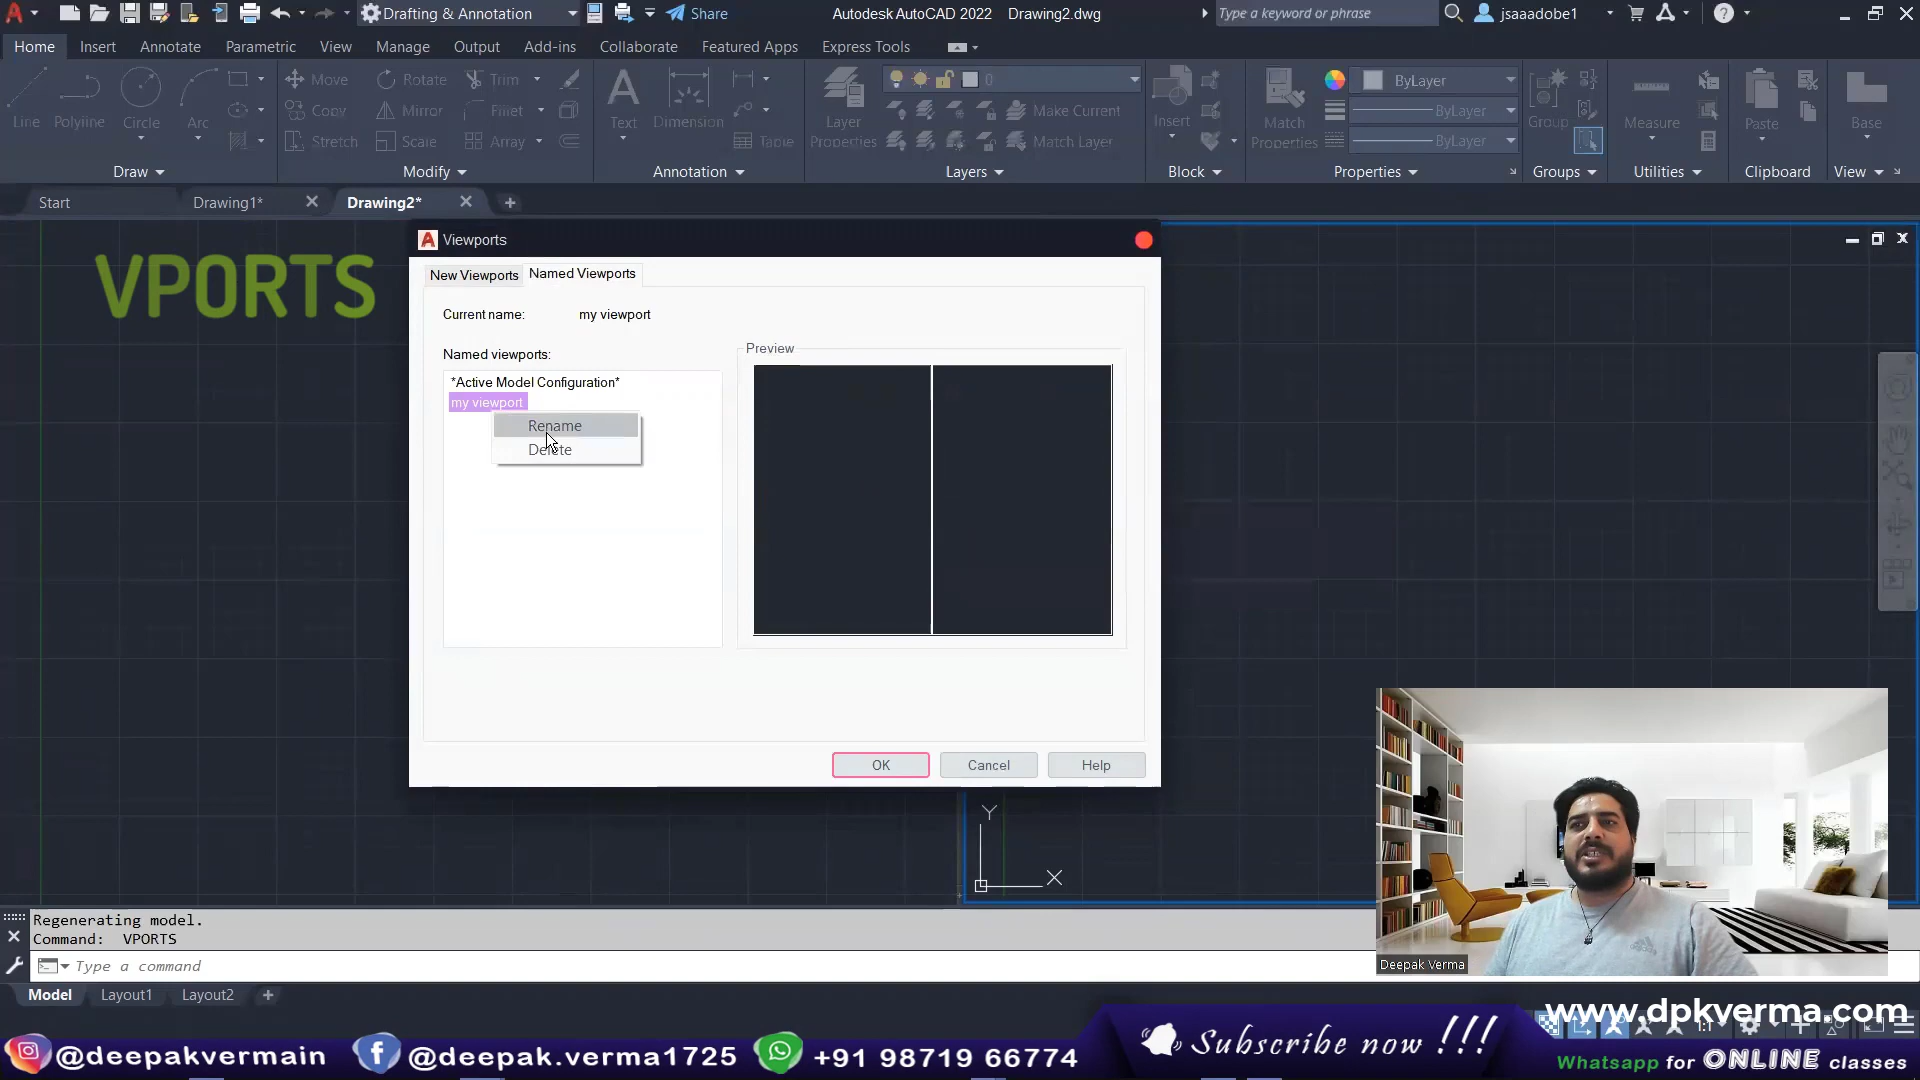 Drafting & Annotation
Share
Autodesk AutoCAD 2022 Drawing2.dwg
Type a keyword or phrase
jsaaadobe1
Home Insert Annotate Parametric View Manage Output Add-ins Collaborate Featured Apps Express Tools
Line Polyline Circle Arc
Move Rotate Trim
Copy Mirror Fillet
Stretch Scale Array
Text Dimension
Table
Layer Properties
0
Make Current
Match Layer
Insert
Match Properties
ByLayer
ByLayer
ByLayer
Group
Measure
Paste
Base
Draw Modify Annotation Layers Block Properties Groups Utilities Clipboard View
Start Drawing1* Drawing2*
VPORTS
Viewports
New Viewports Named Viewports
Current name: my viewport
Named viewports:
Preview
*Active Model Configuration*
my viewport
Rename
Delete
OK Cancel Help
Y
X
Deepak Verma
Regenerating model.
Command: VPORTS
Type a command
Model Layout1 Layout2
www.dpkverma.com
1:1
@deepakvermain @deepak.verma1725 +91 98719 66774
Subscribe now !!!
Whatsapp for ONLINE classes